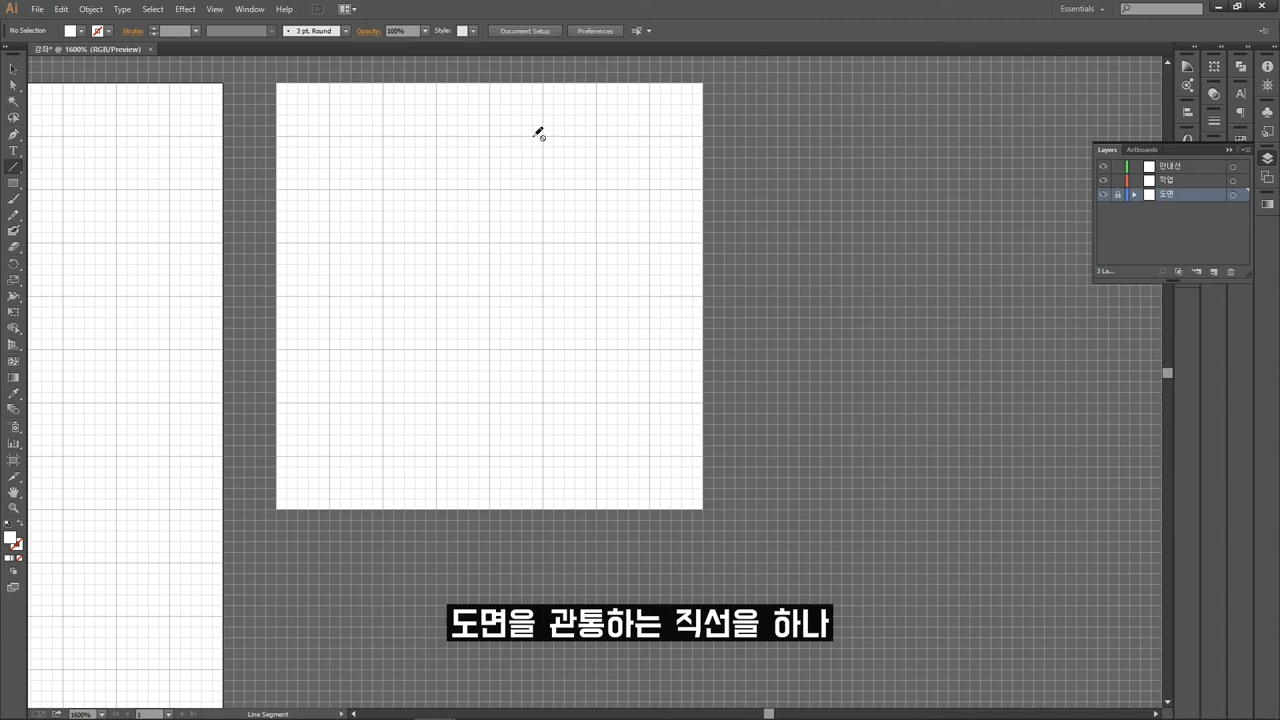 Ai File Edit Object Type Select Effect View Window Help Br Essentials
No Selection Stroke: 3 pt. Round Opacity: 100% Style: Document Setup Preferences
강좌* @ 1600% (RGB/Preview) ×
Layers Artboards
안내선
작업
도면
3 La...
도면을 관통하는 직선을 하나
1600% 1 Line Segment